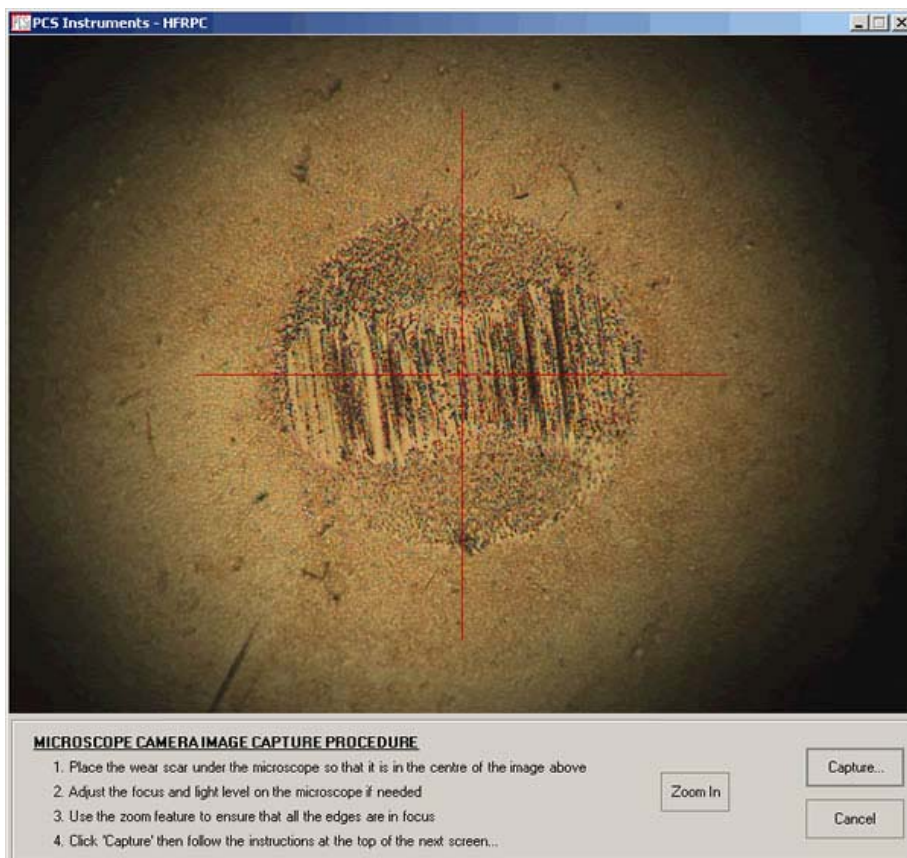 PCS Instruments - HFRPC
MICROSCOPE CAMERA IMAGE CAPTURE PROCEDURE
1. Place the wear scar under the microscope so that it is in the centre of the image above
2. Adjust the focus and light level on the microscope if needed
3. Use the zoom feature to ensure that all the edges are in focus
4. Click 'Capture' then follow the instructions at the top of the next screen...
Zoom In
Capture...
Cancel